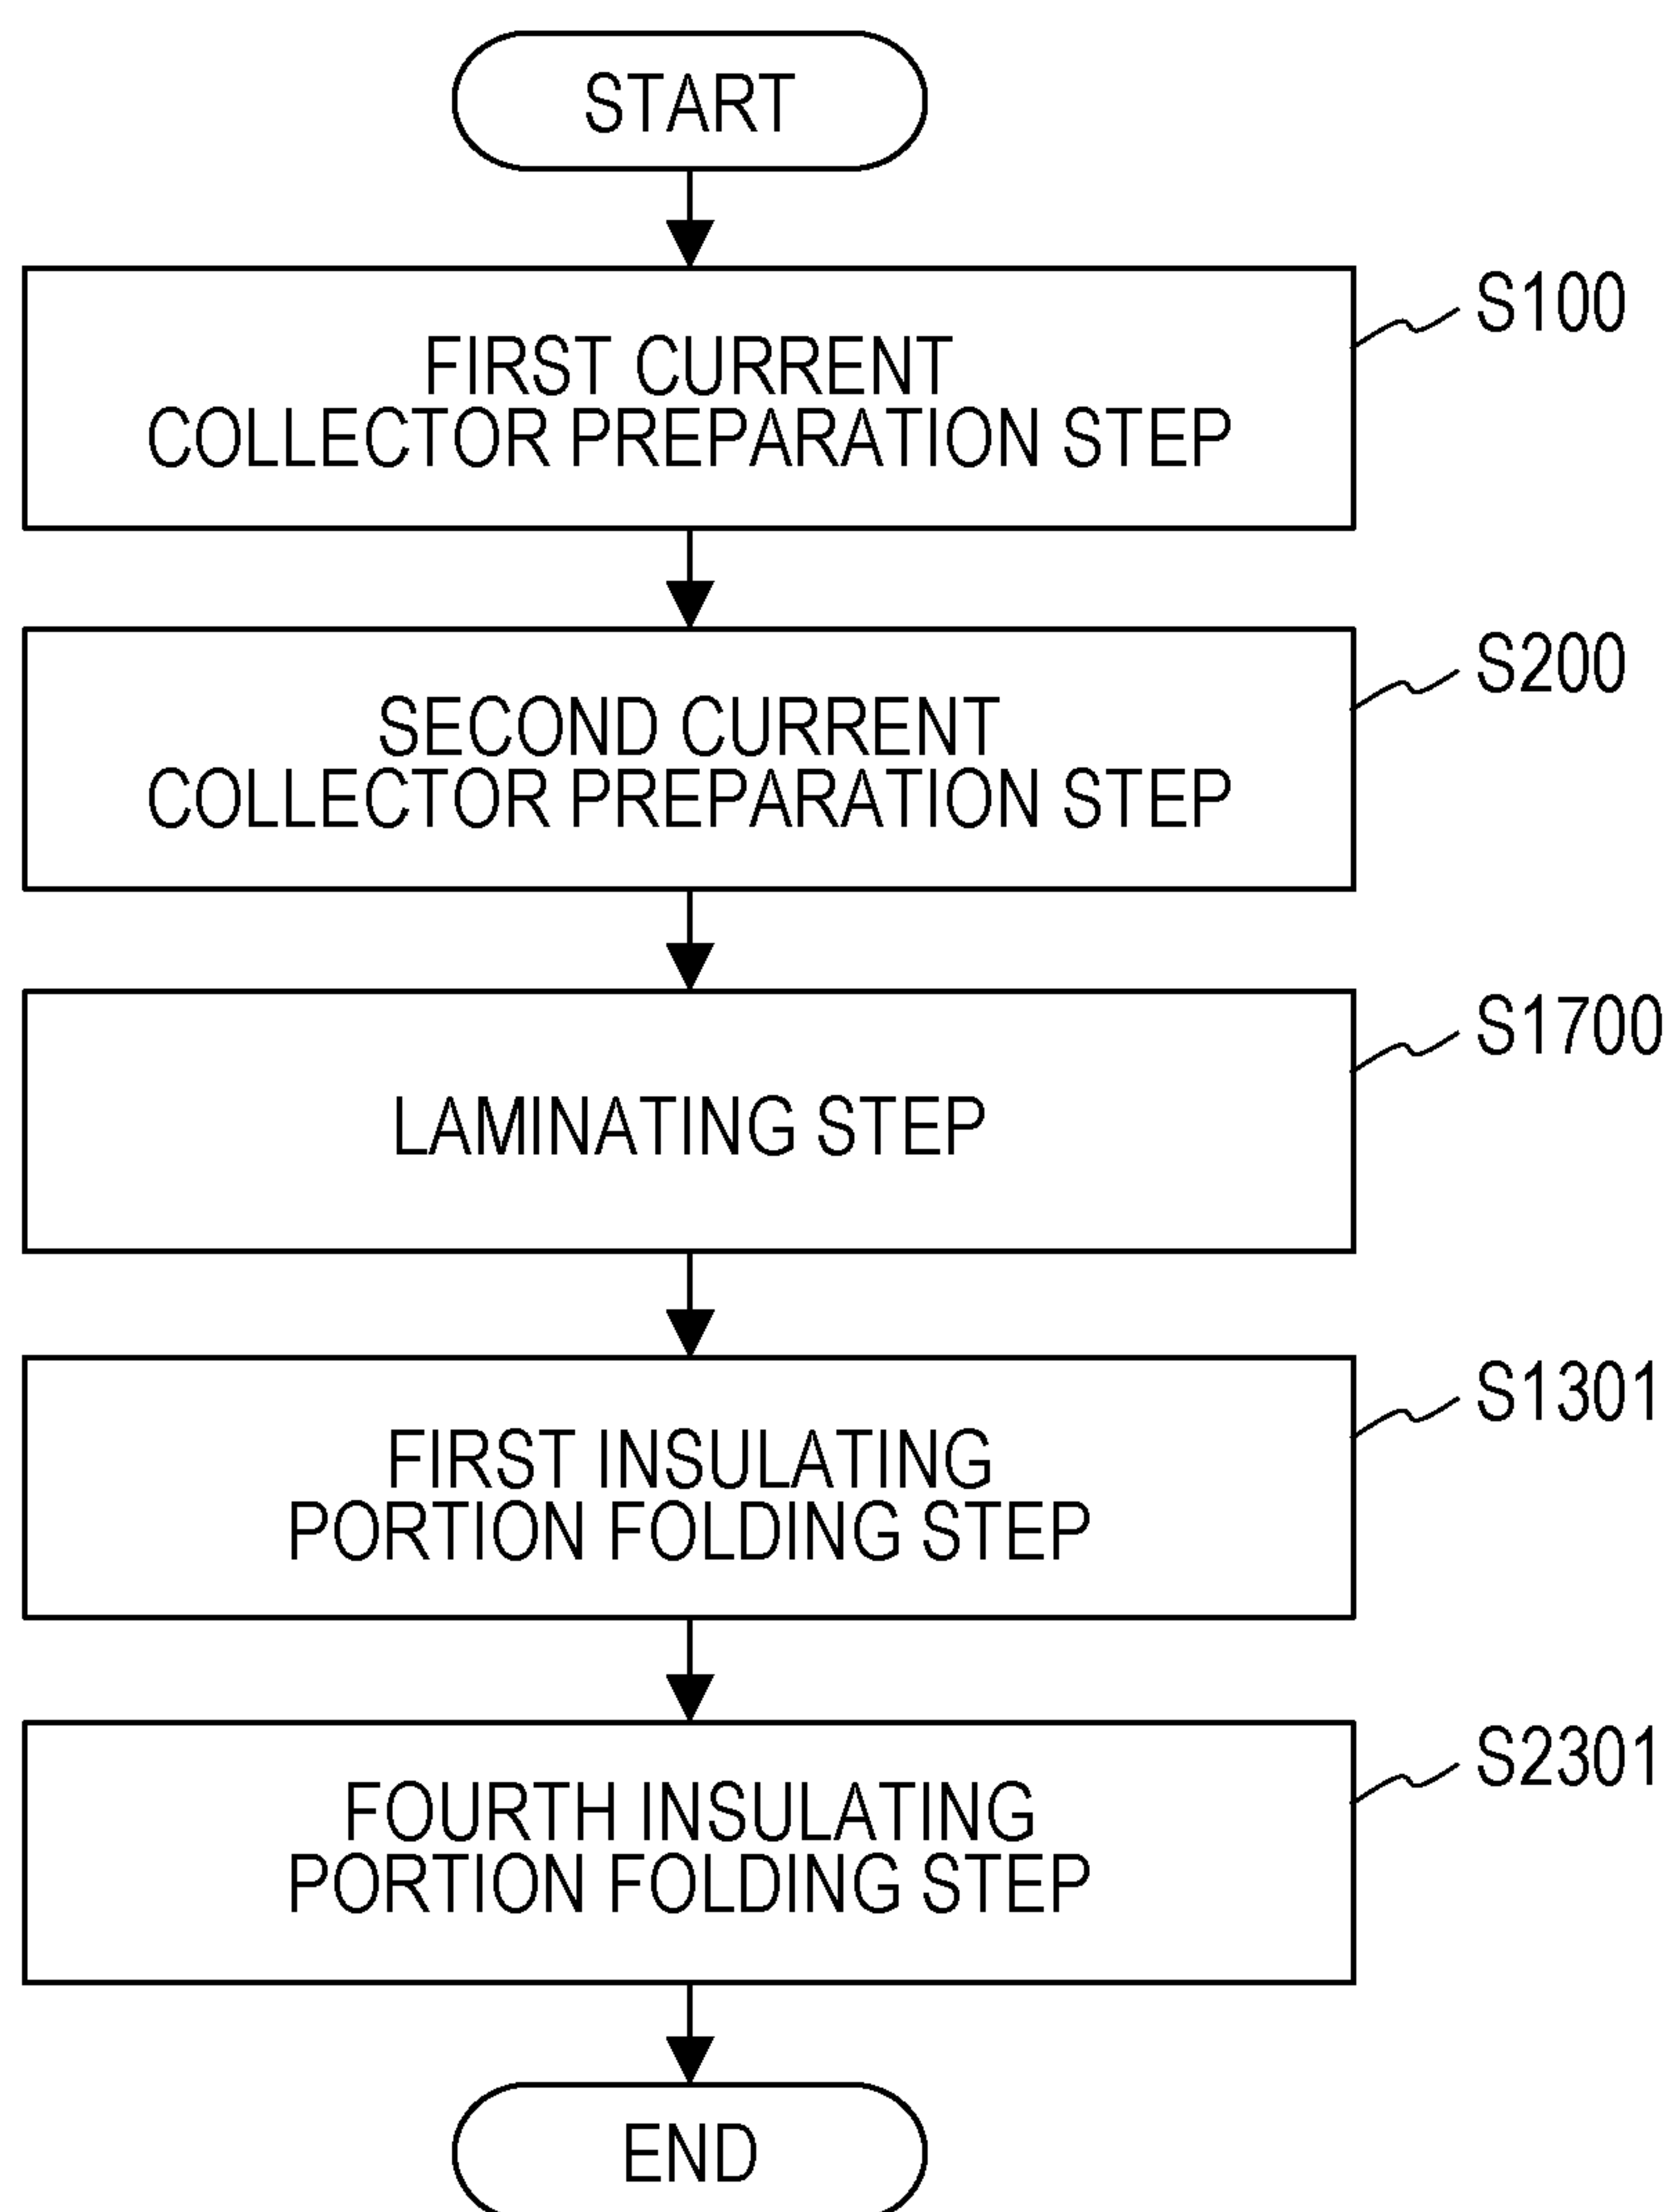 START
S100
FIRST CURRENT
COLLECTOR PREPARATION STEP
S200
SECOND CURRENT
COLLECTOR PREPARATION STEP
S1700
LAMINATING STEP
S1301
FIRST INSULATING
PORTION FOLDING STEP
S2301
FOURTH INSULATING
PORTION FOLDING STEP
END